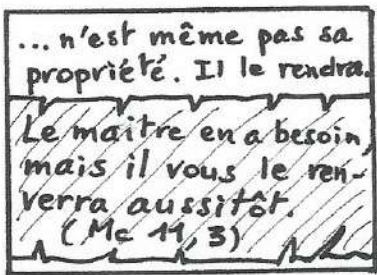 ... n'est même pas sa
propriété. Il le rendra.
Le maitre en a besoin,
mais il vous le ren-
verra aussitôt.
(Mc 11, 3)